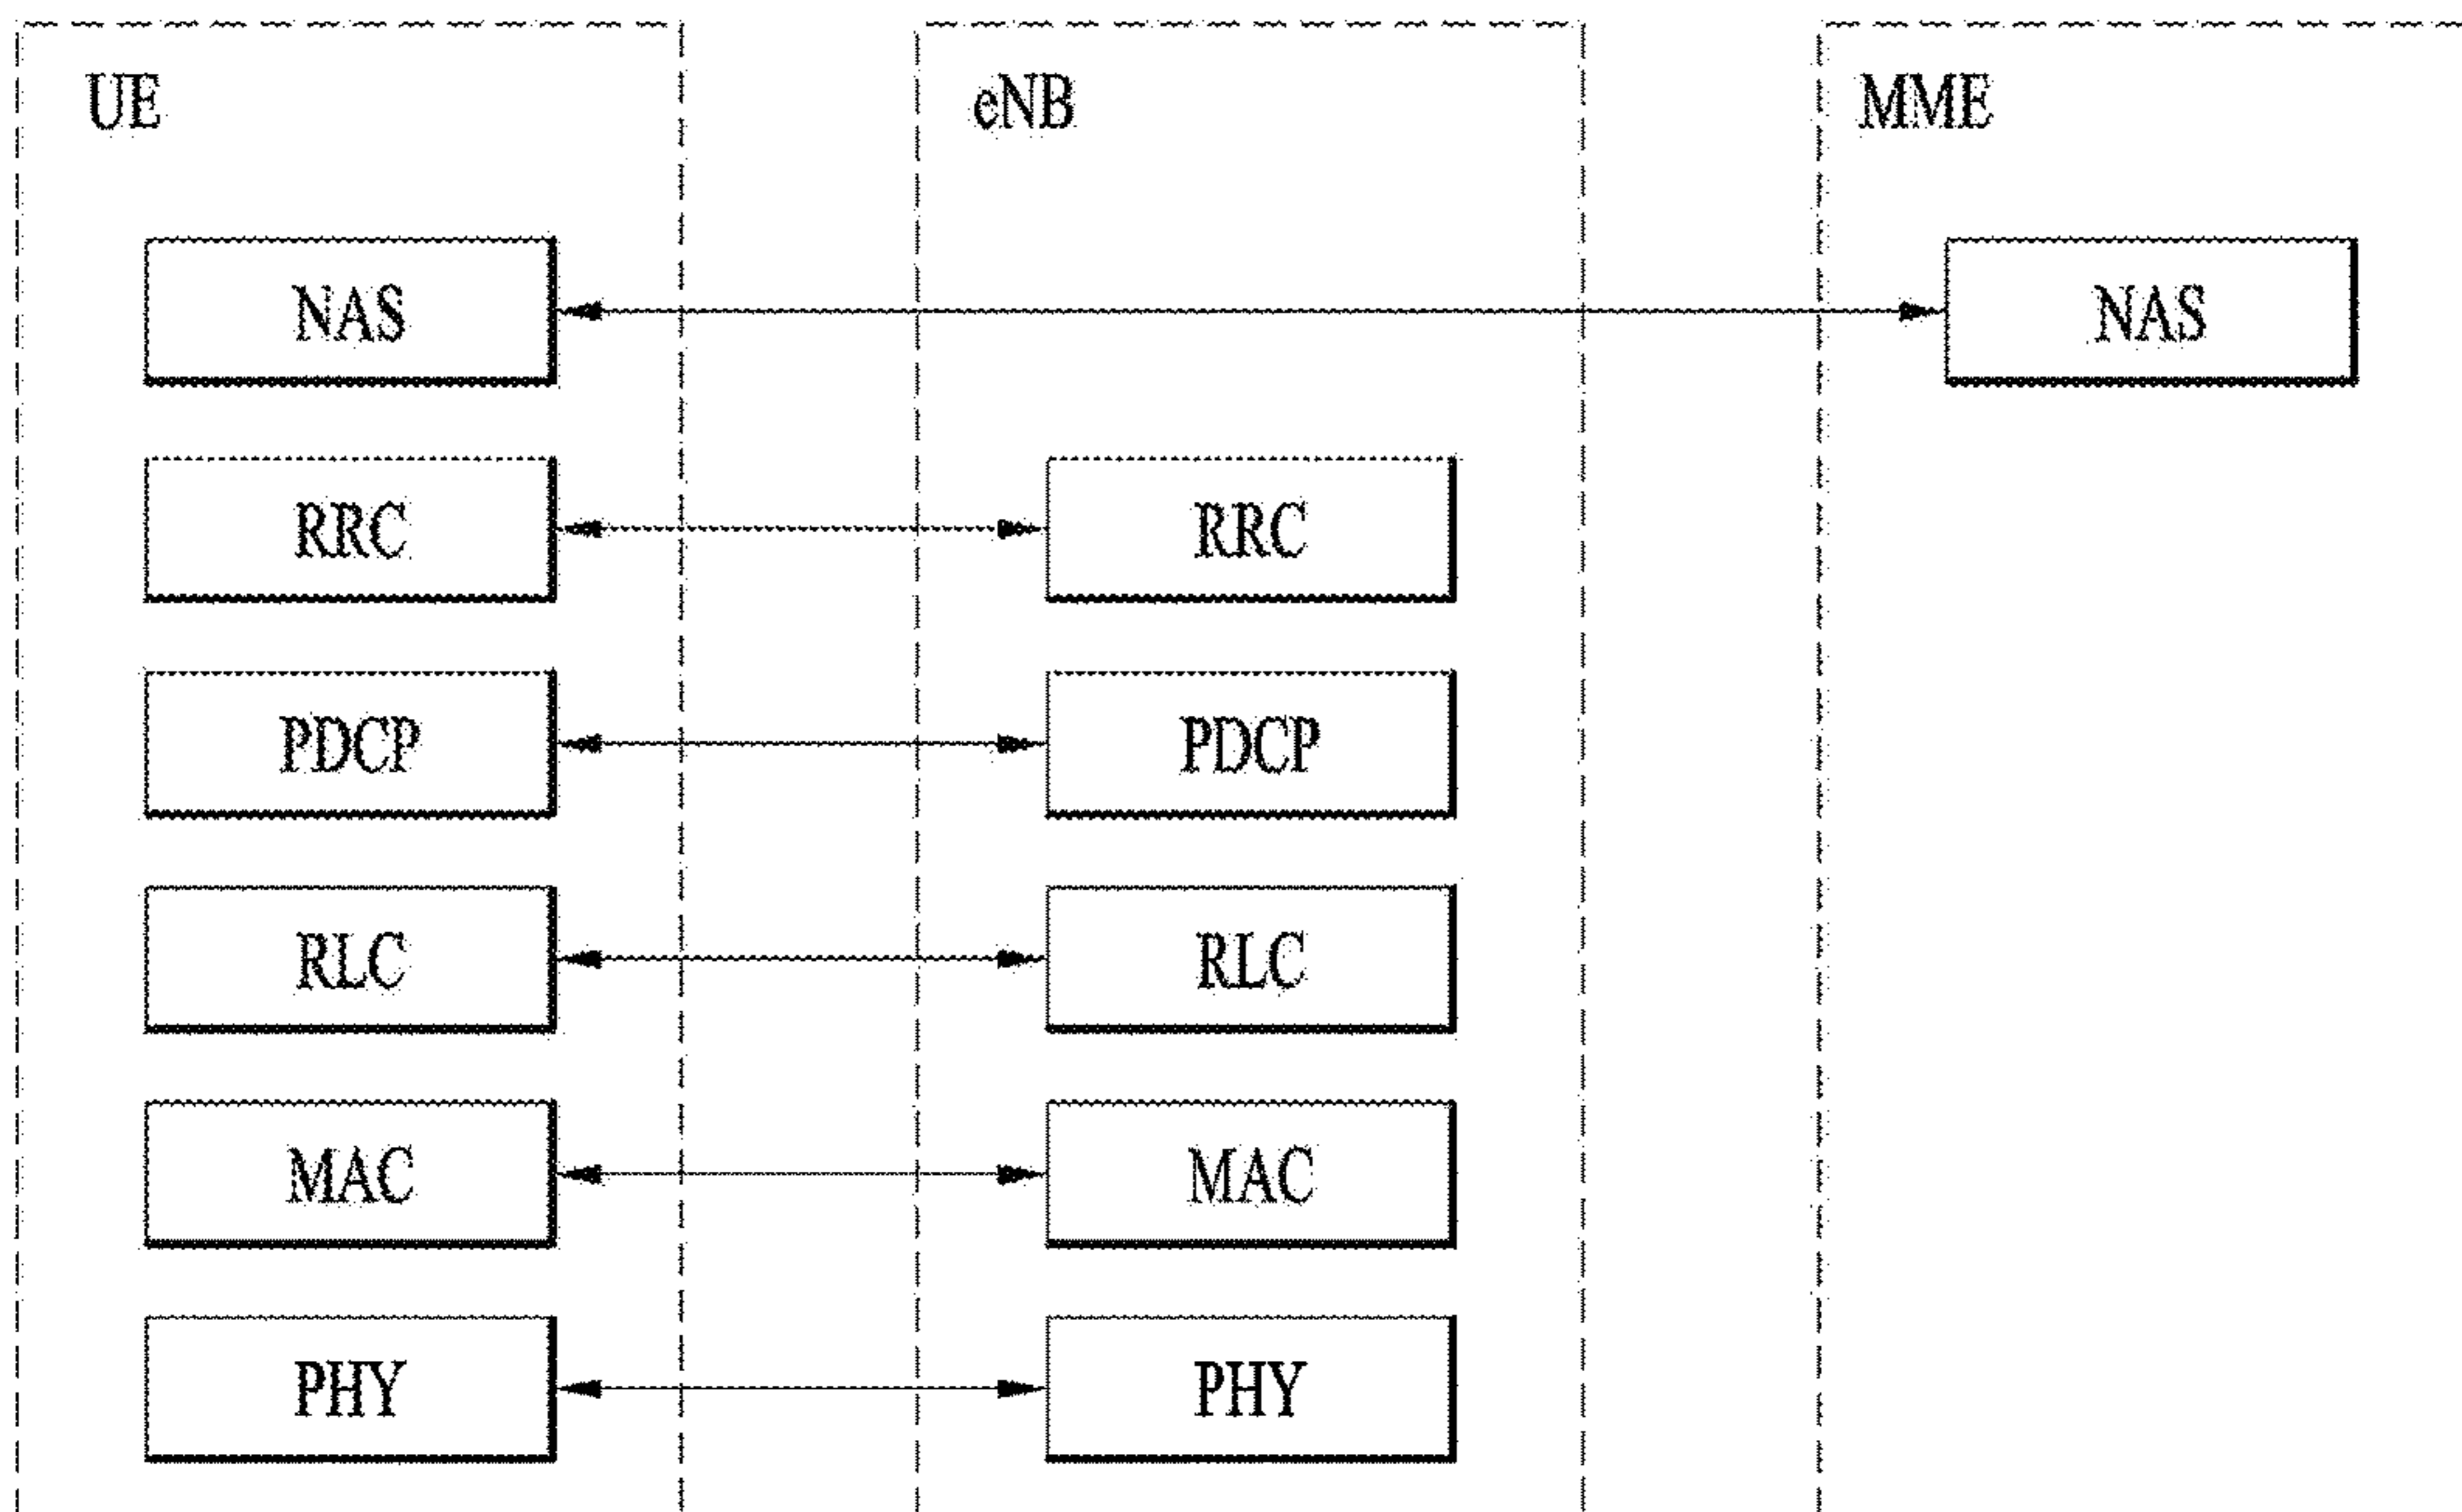 UE eNB MME
NAS NAS
RRC RRC
PDCP PDCP
RLC RLC
MAC MAC
PHY PHY